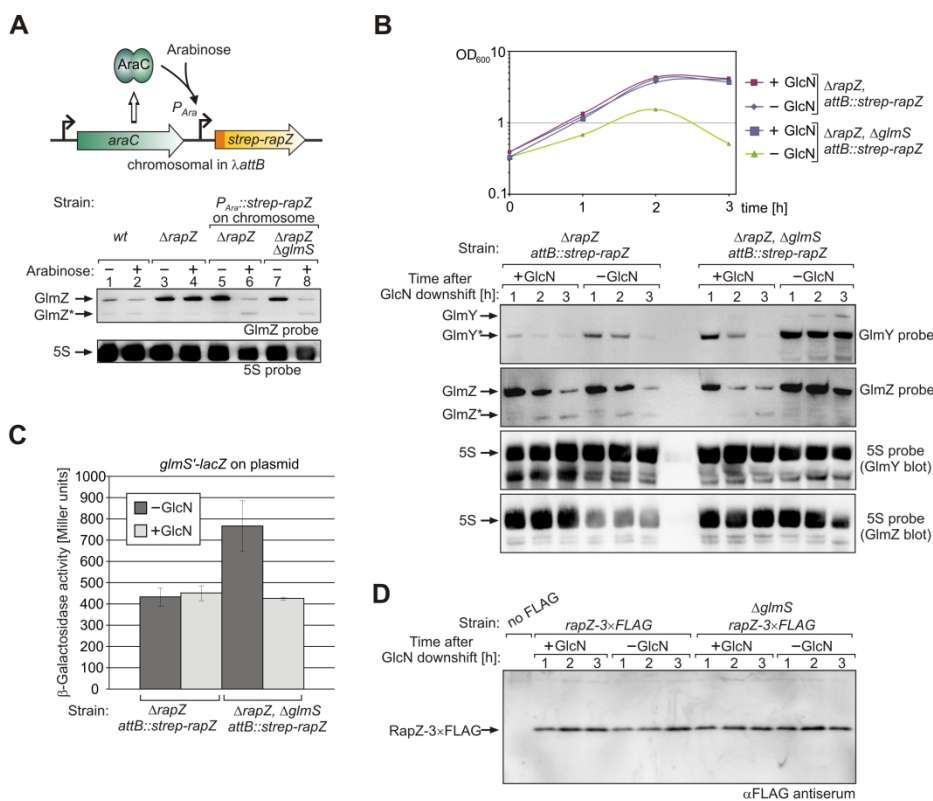 A
Arabinose
AraC
P_Ara
araC
strep-rapZ
chromosomal in λattB
Strain:
P_Ara::strep-rapZ
on chromosome
wt
ΔrapZ
ΔrapZ
ΔrapZ
ΔglmS
Arabinose:
− + − + − + − +
1 2 3 4 5 6 7 8
GlmZ
GlmZ*
GlmZ probe
5S
5S probe
B
OD600
10
1
0.1
0 1 2 3
time [h]
+ GlcN
− GlcN
ΔrapZ,
attB::strep-rapZ
+ GlcN
− GlcN
ΔrapZ, ΔglmS
attB::strep-rapZ
Strain:
ΔrapZ
attB::strep-rapZ
ΔrapZ, ΔglmS
attB::strep-rapZ
Time after
GlcN downshift [h]:
+GlcN −GlcN +GlcN −GlcN
1 2 3 1 2 3 1 2 3 1 2 3
GlmY
GlmY*
GlmY probe
GlmZ
GlmZ*
GlmZ probe
5S
5S probe
(GlmY blot)
5S
5S probe
(GlmZ blot)
C
glmS'-lacZ on plasmid
β-Galactosidase activity [Miller units]
1000
900
800
700
600
500
400
300
200
100
0
−GlcN
+GlcN
Strain:
ΔrapZ
attB::strep-rapZ
ΔrapZ, ΔglmS
attB::strep-rapZ
D
no FLAG
Strain:
rapZ-3×FLAG
ΔglmS
rapZ-3×FLAG
Time after
GlcN downshift [h]:
+GlcN −GlcN +GlcN −GlcN
1 2 3 1 2 3 1 2 3 1 2 3
RapZ-3×FLAG
αFLAG antiserum